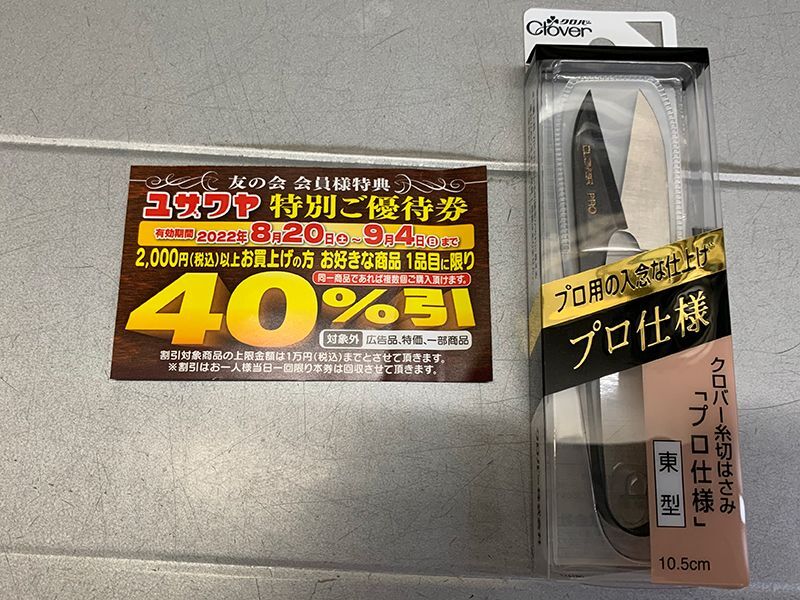 友の会 会員様特典
ユザワヤ 特別ご優待券
有効期間 2022年8月20日(土)~9月4日(日)まで
2,000円(税込)以上お買上げの方 お好きな商品 1品目に限り
同一商品であれば複数個ご購入頂けます。
40%引
対象外 広告品、特価、一部商品
割引対象商品の上限金額は1万円(税込)までとさせて頂きます。
※割引はお一人様当日一回限り本券は回収させて頂きます。
クロバー
Clover
CLOVER PRO
プロ用の入念な仕上げ
プロ仕様
クロバー糸切はさみ
「プロ仕様」
東型
10.5cm